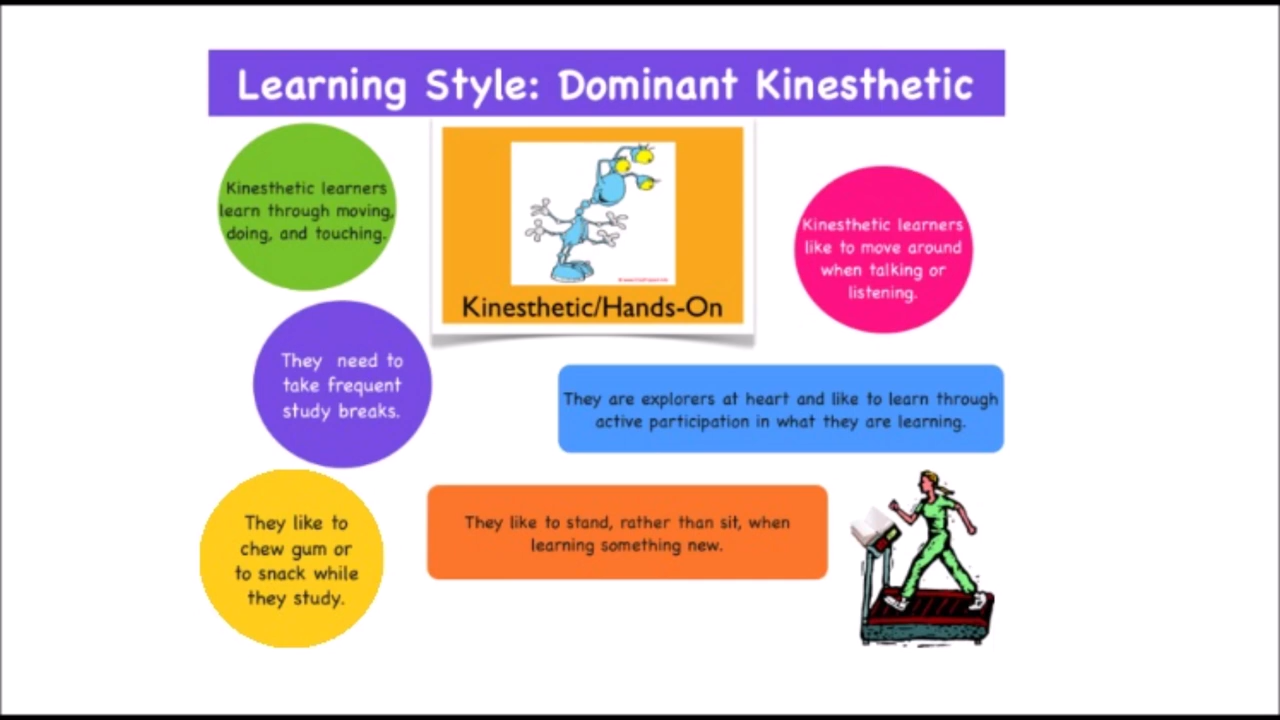 Learning Style: Dominant Kinesthetic
Kinesthetic learners
learn through moving,
doing, and touching.
Kinesthetic/Hands-On
Kinesthetic learners
like to move around
when talking or
listening.
They need to
take frequent
study breaks.
They are explorers at heart and like to learn through
active participation in what they are learning.
They like to
chew gum or
to snack while
they study.
They like to stand, rather than sit, when
learning something new.